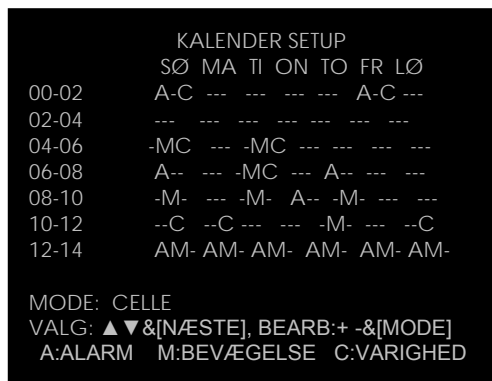 KALENDER SETUP
SØ MA TI ON TO FR LØ
00-02 A-C --- --- --- --- A-C ---
02-04 --- --- --- --- --- --- ---
04-06 -MC --- -MC --- --- --- ---
06-08 A-- --- -MC --- A-- --- ---
08-10 -M- --- -M- A-- -M- --- ---
10-12 --C --C --- --- -M- --- --C
12-14 AM- AM- AM- AM- AM- AM-
MODE: CELLE
VALG: ▲▼&[NÆSTE], BEARB:+ -&[MODE]
A:ALARM M:BEVÆGELSE C:VARIGHED